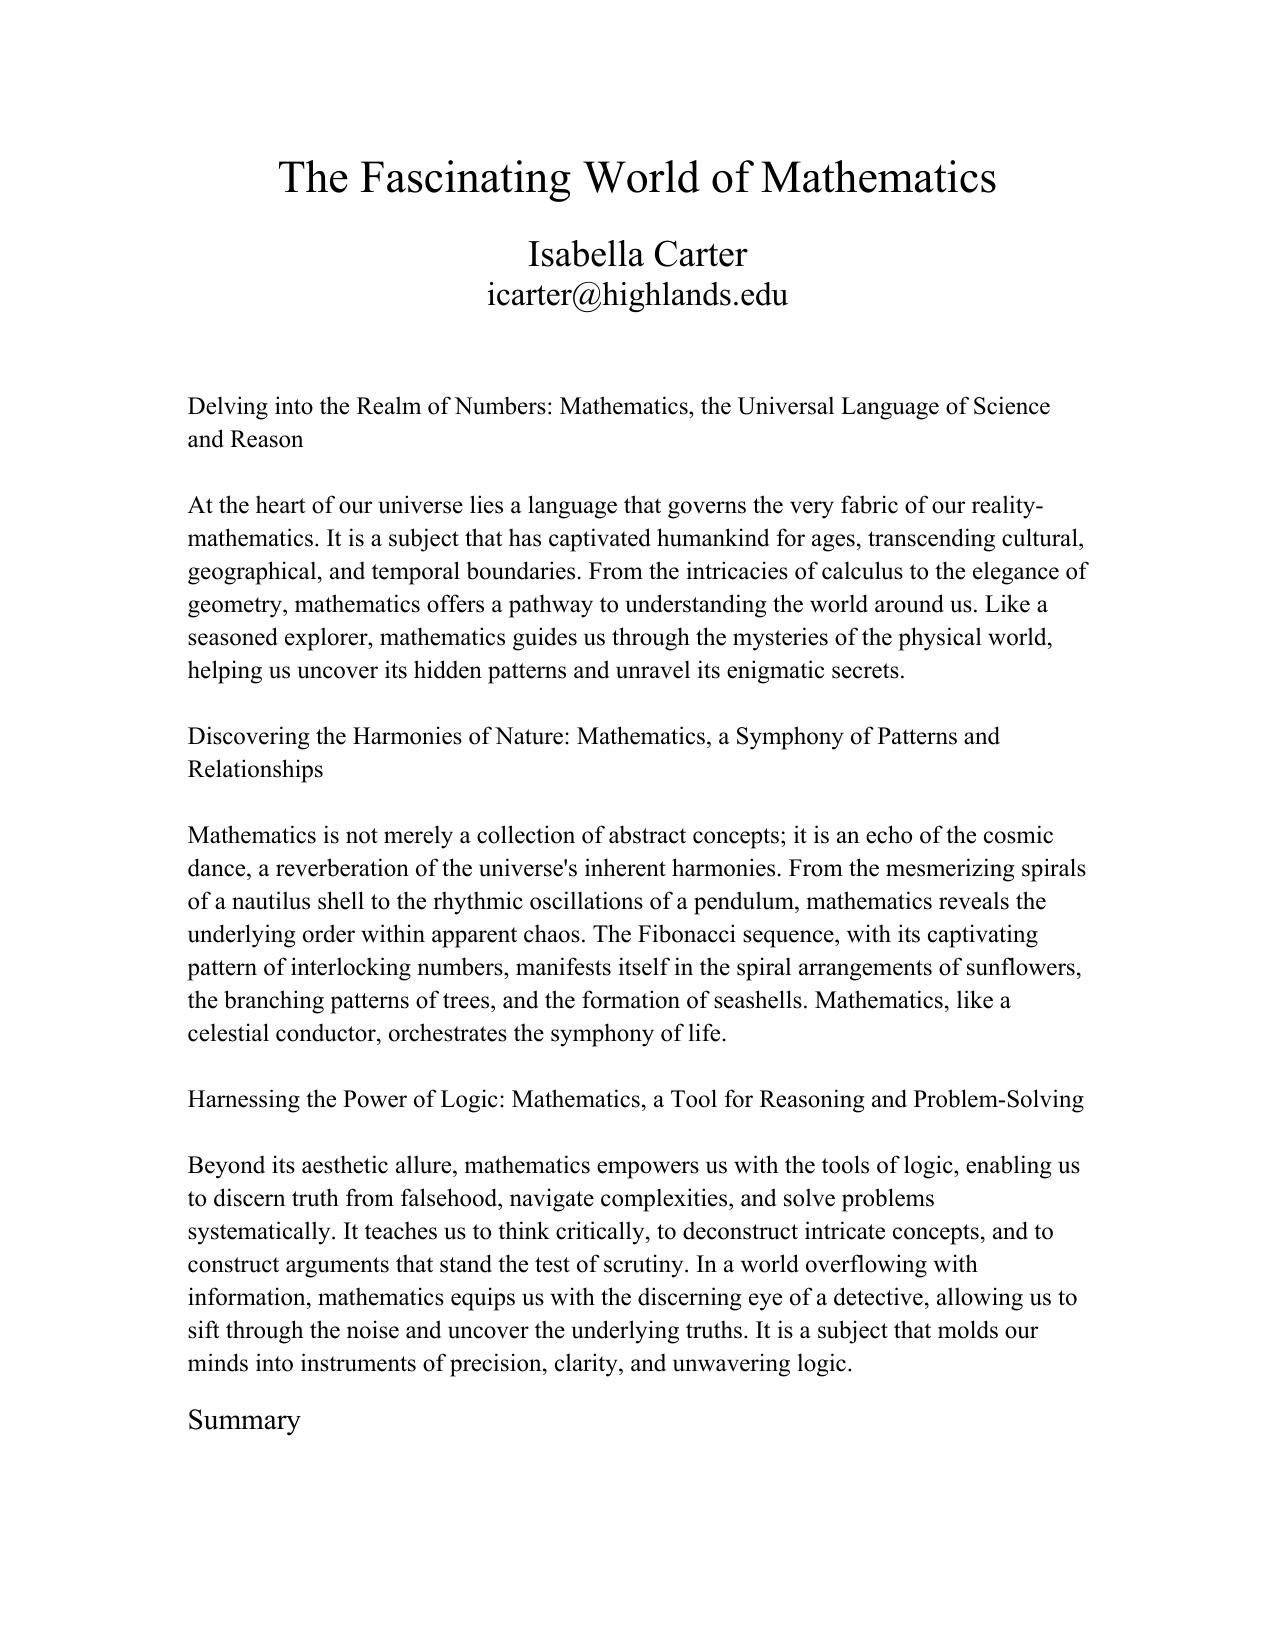 The Fascinating World of Mathematics
Isabella Carter
icarter@highlands.edu
Delving into the Realm of Numbers: Mathematics, the Universal Language of Science
and Reason
At the heart of our universe lies a language that governs the very fabric of our reality-
mathematics. It is a subject that has captivated humankind for ages, transcending cultural,
geographical, and temporal boundaries. From the intricacies of calculus to the elegance of
geometry, mathematics offers a pathway to understanding the world around us. Like a
seasoned explorer, mathematics guides us through the mysteries of the physical world,
helping us uncover its hidden patterns and unravel its enigmatic secrets.
Discovering the Harmonies of Nature: Mathematics, a Symphony of Patterns and
Relationships
Mathematics is not merely a collection of abstract concepts; it is an echo of the cosmic
dance, a reverberation of the universe's inherent harmonies. From the mesmerizing spirals
of a nautilus shell to the rhythmic oscillations of a pendulum, mathematics reveals the
underlying order within apparent chaos. The Fibonacci sequence, with its captivating
pattern of interlocking numbers, manifests itself in the spiral arrangements of sunflowers,
the branching patterns of trees, and the formation of seashells. Mathematics, like a
celestial conductor, orchestrates the symphony of life.
Harnessing the Power of Logic: Mathematics, a Tool for Reasoning and Problem-Solving
Beyond its aesthetic allure, mathematics empowers us with the tools of logic, enabling us
to discern truth from falsehood, navigate complexities, and solve problems
systematically. It teaches us to think critically, to deconstruct intricate concepts, and to
construct arguments that stand the test of scrutiny. In a world overflowing with
information, mathematics equips us with the discerning eye of a detective, allowing us to
sift through the noise and uncover the underlying truths. It is a subject that molds our
minds into instruments of precision, clarity, and unwavering logic.
Summary